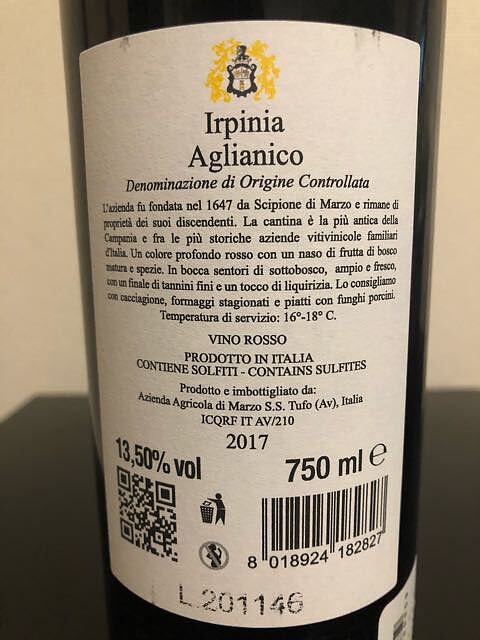 Irpinia
Aglianico
Denominazione di Origine Controllata
L'azienda fu fondata nel 1647 da Scipione di Marzo e rimane di
proprietà dei suoi discendenti. La cantina è la più antica della
Campania e fra le più storiche aziende vitivinicole familiari
d'Italia. Un colore profondo rosso con un naso di frutta di bosco
matura e spezie. In bocca sentori di sottobosco, ampio e fresco,
con un finale di tannini fini e un tocco di liquirizia. Lo consigliamo
con cacciagione, formaggi stagionati e piatti con funghi porcini.
Temperatura di servizio: 16°-18° C.
VINO ROSSO
PRODOTTO IN ITALIA
CONTIENE SOLFITI - CONTAINS SULFITES
Prodotto e imbottigliato da:
Azienda Agricola di Marzo S.S. Tufo (Av), Italia
ICQRF IT AV/210
2017
13,50% vol
750 ml e
8 018924 182827
L 201146